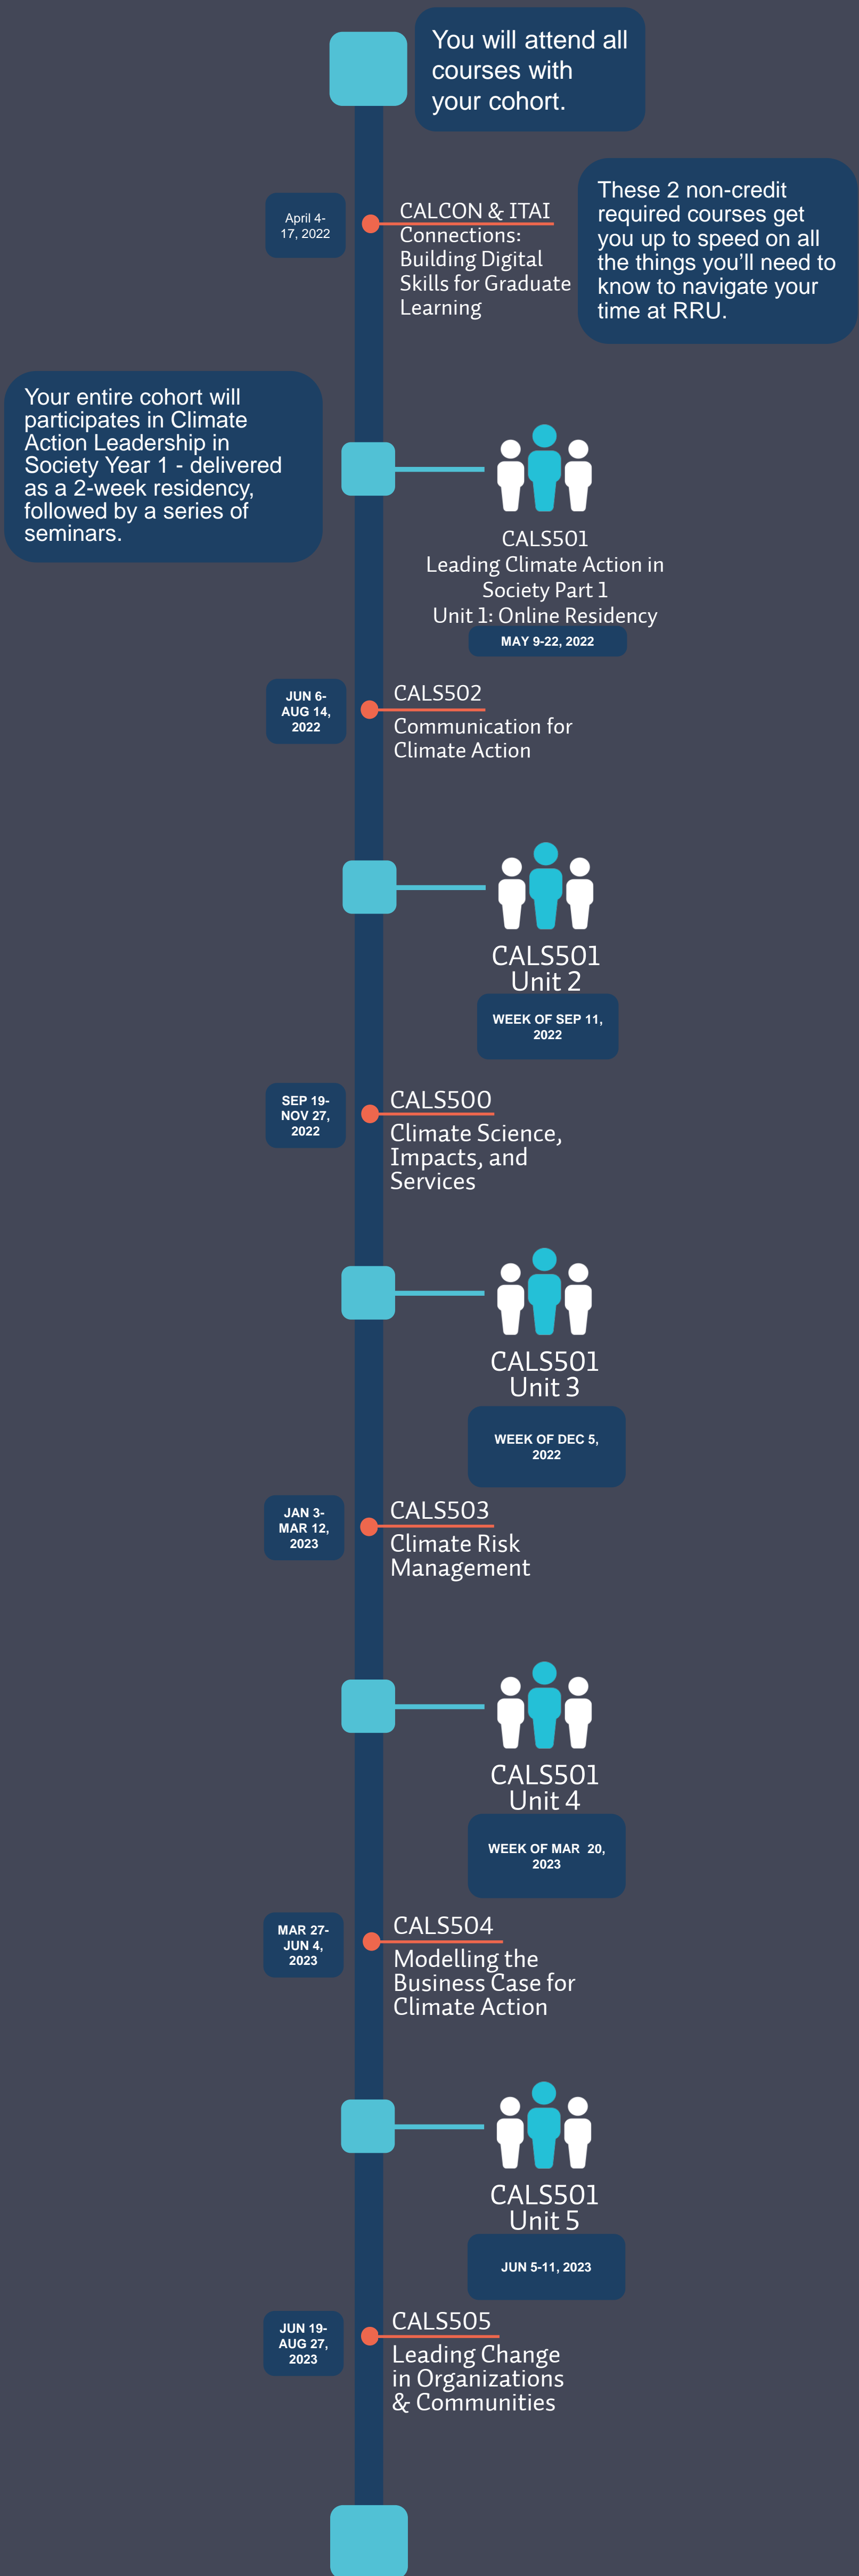 You will attend all
courses with
your cohort.
April 4-
17, 2022
CALCON & ITAI
Connections:
Building Digital
Skills for Graduate
Learning
These 2 non-credit
required courses get
you up to speed on all
the things you’ll need to
know to navigate your
time at RRU.
Your entire cohort will
participates in Climate
Action Leadership in
Society Year 1 - delivered
as a 2-week residency,
followed by a series of
seminars.
CALS501
Leading Climate Action in
Society Part 1
Unit 1: Online Residency
MAY 9-22, 2022
JUN 6-
AUG 14,
2022
CALS502
Communication for
Climate Action
CALS501
Unit 2
WEEK OF SEP 11,
2022
SEP 19-
NOV 27,
2022
CALS500
Climate Science,
Impacts, and
Services
CALS501
Unit 3
WEEK OF DEC 5,
2022
JAN 3-
MAR 12,
2023
CALS503
Climate Risk
Management
CALS501
Unit 4
WEEK OF MAR 20,
2023
MAR 27-
JUN 4,
2023
CALS504
Modelling the
Business Case for
Climate Action
CALS501
Unit 5
JUN 5-11, 2023
JUN 19-
AUG 27,
2023
CALS505
Leading Change
in Organizations
& Communities